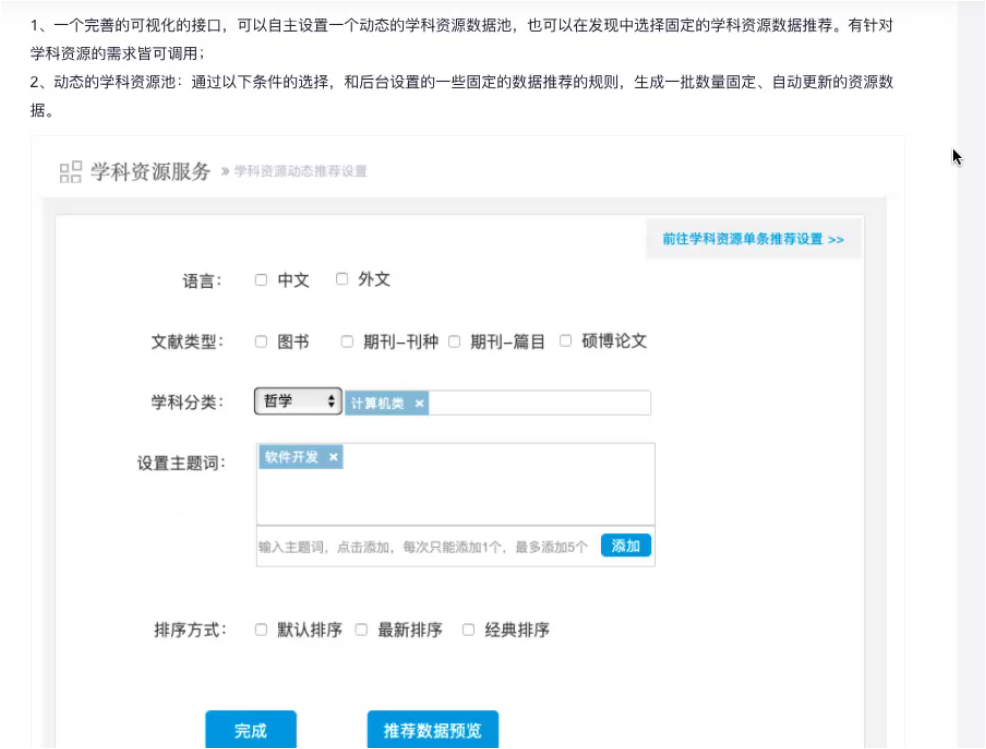 1、一个完善的可视化的接口，可以自主设置一个动态的学科资源数据池，也可以在发现中选择固定的学科资源数据推荐。有针对
学科资源的需求皆可调用；
2、动态的学科资源池：通过以下条件的选择，和后台设置的一些固定的数据推荐的规则，生成一批数量固定、自动更新的资源数
据。
学科资源服务 » 学科资源动态推荐设置
前往学科资源单条推荐设置 >>
语言： 中文 外文
文献类型： 图书 期刊–刊种 期刊–篇目 硕博论文
学科分类： 哲学 计算机类 ×
设置主题词： 软件开发 ×
输入主题词，点击添加，每次只能添加1个，最多添加5个 添加
排序方式： 默认排序 最新排序 经典排序
完成 推荐数据预览